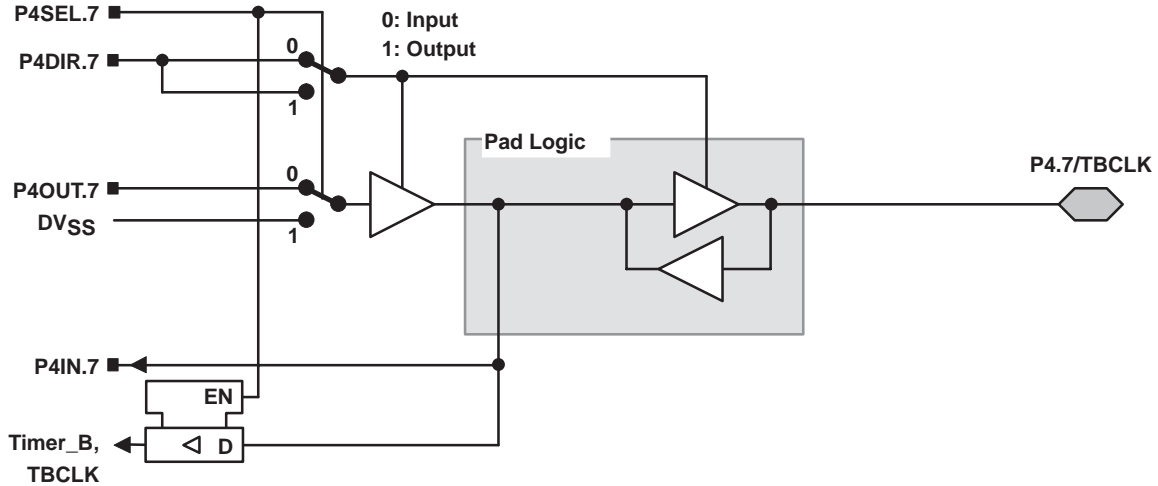 P4SEL.7
0: Input
1: Output
P4DIR.7
0
1
Pad Logic
P4.7/TBCLK
P4OUT.7
0
DVSS
1
P4IN.7
EN
Timer_B,
TBCLK
D